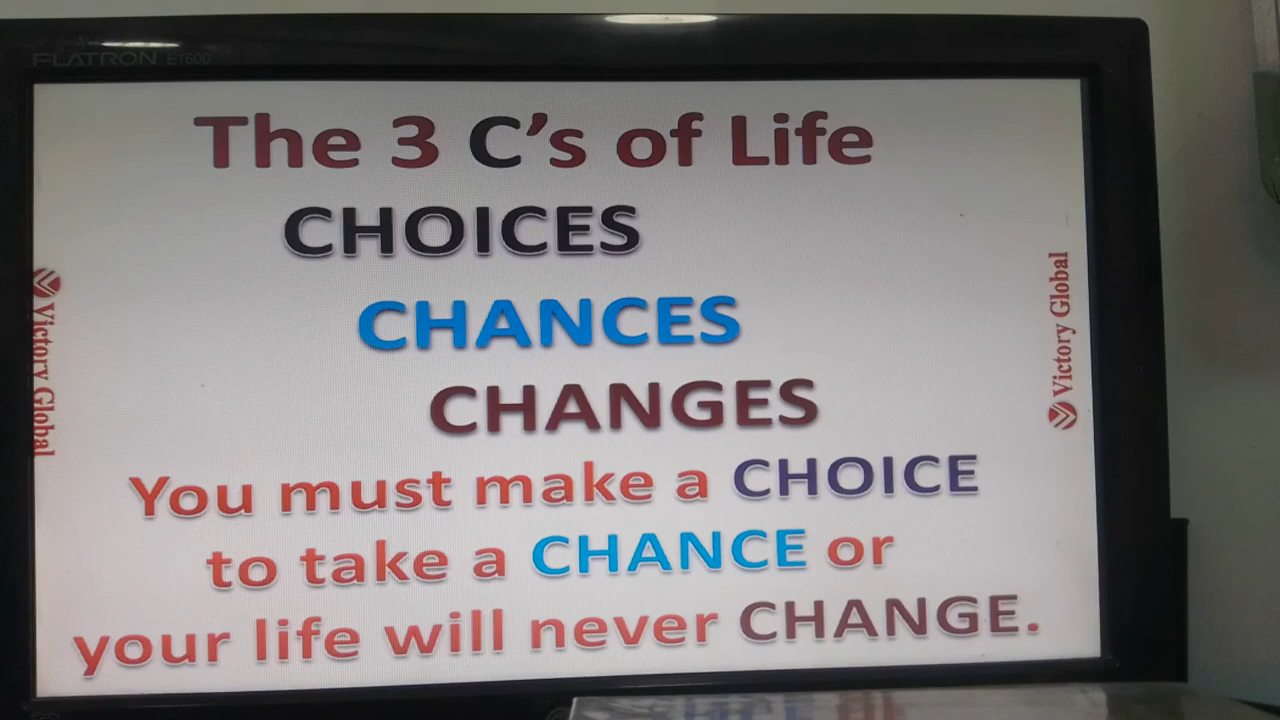 FLATRON E1600
The 3 C's of Life
CHOICES
CHANCES
CHANGES
You must make a CHOICE
to take a CHANCE or
your life will never CHANGE.
Victory Global
Victory Global